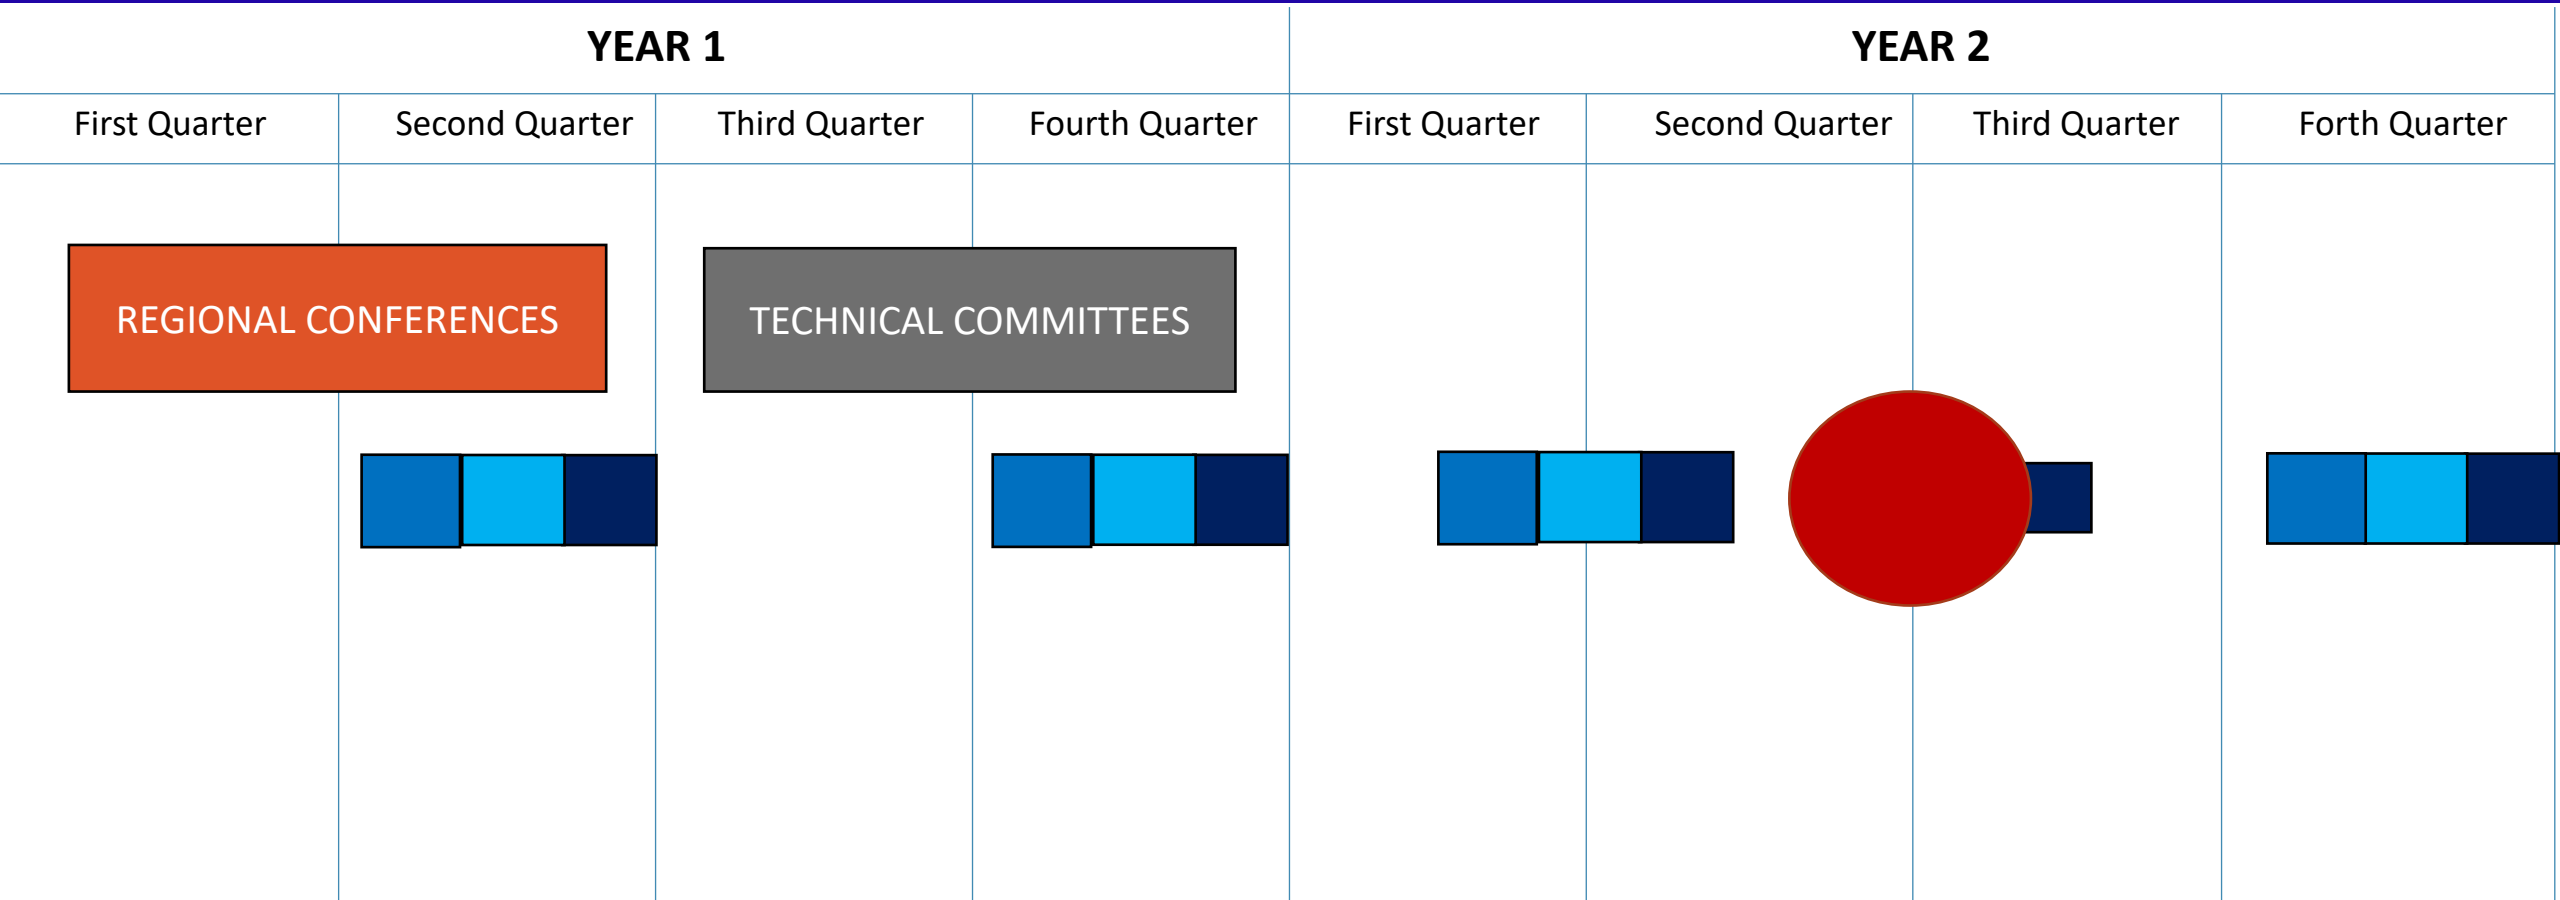 YEAR 1
YEAR 2
First Quarter
Second Quarter
Third Quarter
Fourth Quarter
First Quarter
Second Quarter
Third Quarter
Forth Quarter
REGIONAL CONFERENCES
TECHNICAL COMMITTEES